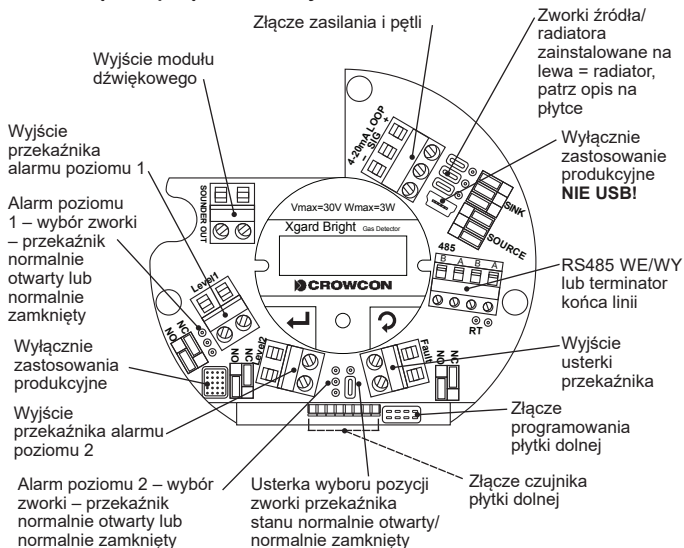 Złącze zasilania i pętli
Zworki źródła/
radiatora
zainstalowane na
lewa = radiator,
patrz opis na
płytce
Wyjście modułu
dźwiękowego
Wyjście
przekaźnika
alarmu poziomu 1
Wyłącznie
zastosowanie
produkcyjne
NIE USB!
Alarm poziomu
1 – wybór zworki
– przekaźnik
normalnie
otwarty lub
normalnie
zamknięty
RS485 WE/WY
lub terminator
końca linii
Wyłącznie
zastosowania
produkcyjne
Wyjście
usterki
przekaźnika
Wyjście
przekaźnika alarmu
poziomu 2
Złącze
programowania
płytki dolnej
Alarm poziomu 2 – wybór
zworki – przekaźnik
normalnie otwarty lub
normalnie zamknięty
Usterka wyboru pozycji
zworki przekaźnika
stanu normalnie otwarty/
normalnie zamknięty
Złącze czujnika
płytki dolnej
4-20mA LOOP
– SIG +
SINK
SOURCE
SOUNDER OUT
Vmax=30V Wmax=3W
Xgard Bright Gas Detector
CROWCON
485
B A B A
RT
Level1
NC
NO
Level2
NO
NC
Fault
NO
NC